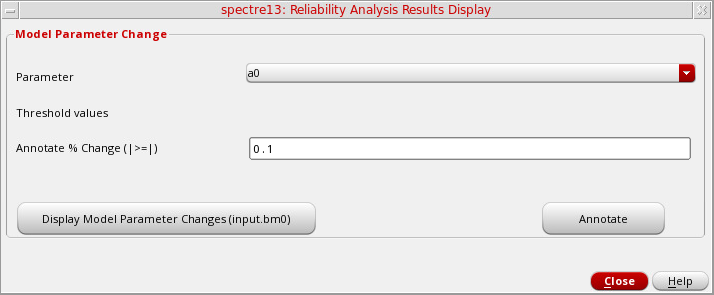 spectre13: Reliability Analysis Results Display
Model Parameter Change
Parameter
a0
Threshold values
Annotate % Change (|>=|)
0.1
Display Model Parameter Changes (input.bm0)
Annotate
Close
Help